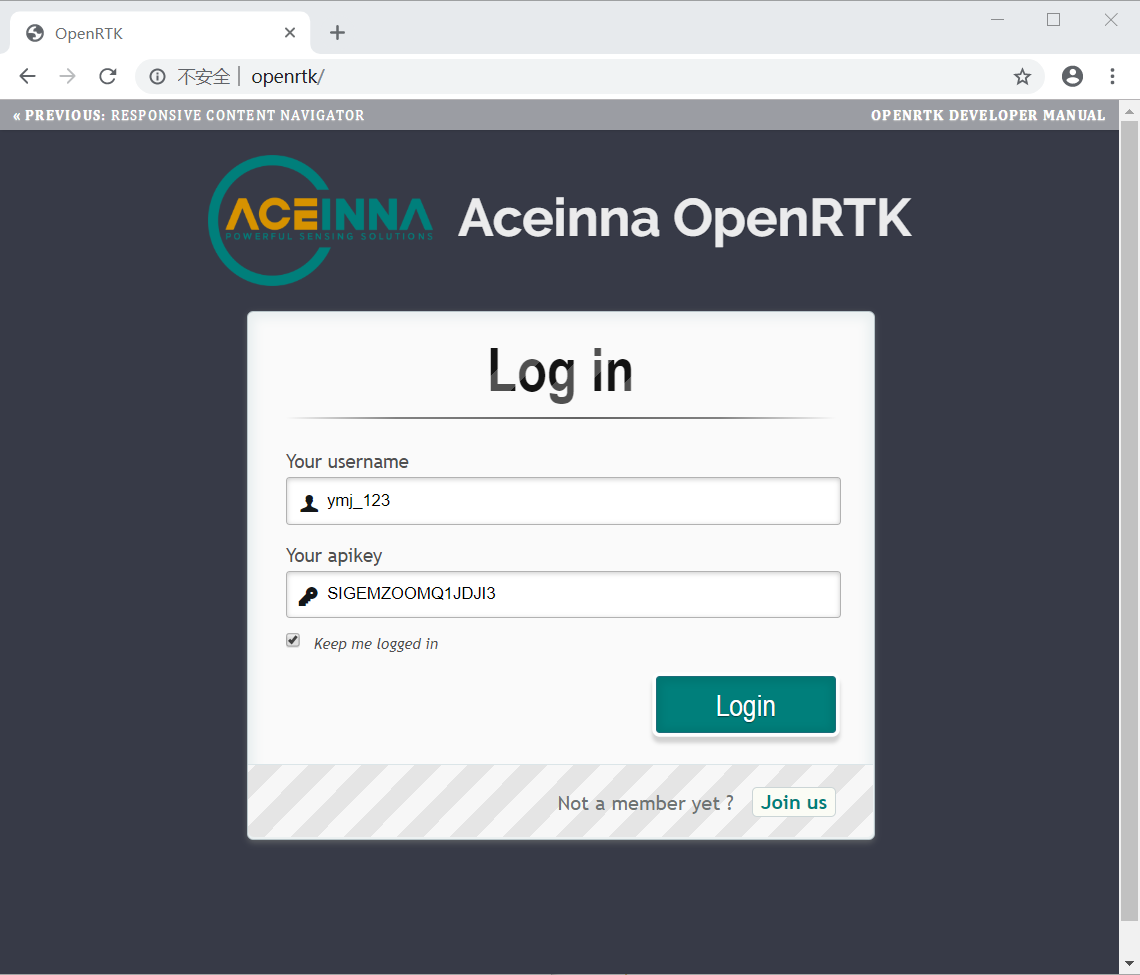 OpenRTK
不安全 | openrtk/
« PREVIOUS: RESPONSIVE CONTENT NAVIGATOR
OPENRTK DEVELOPER MANUAL
ACEINNA
POWERFUL SENSING SOLUTIONS
Aceinna OpenRTK
Log in
Your username
ymj_123
Your apikey
SIGEMZOOMQ1JDJI3
Keep me logged in
Login
Not a member yet ?
Join us